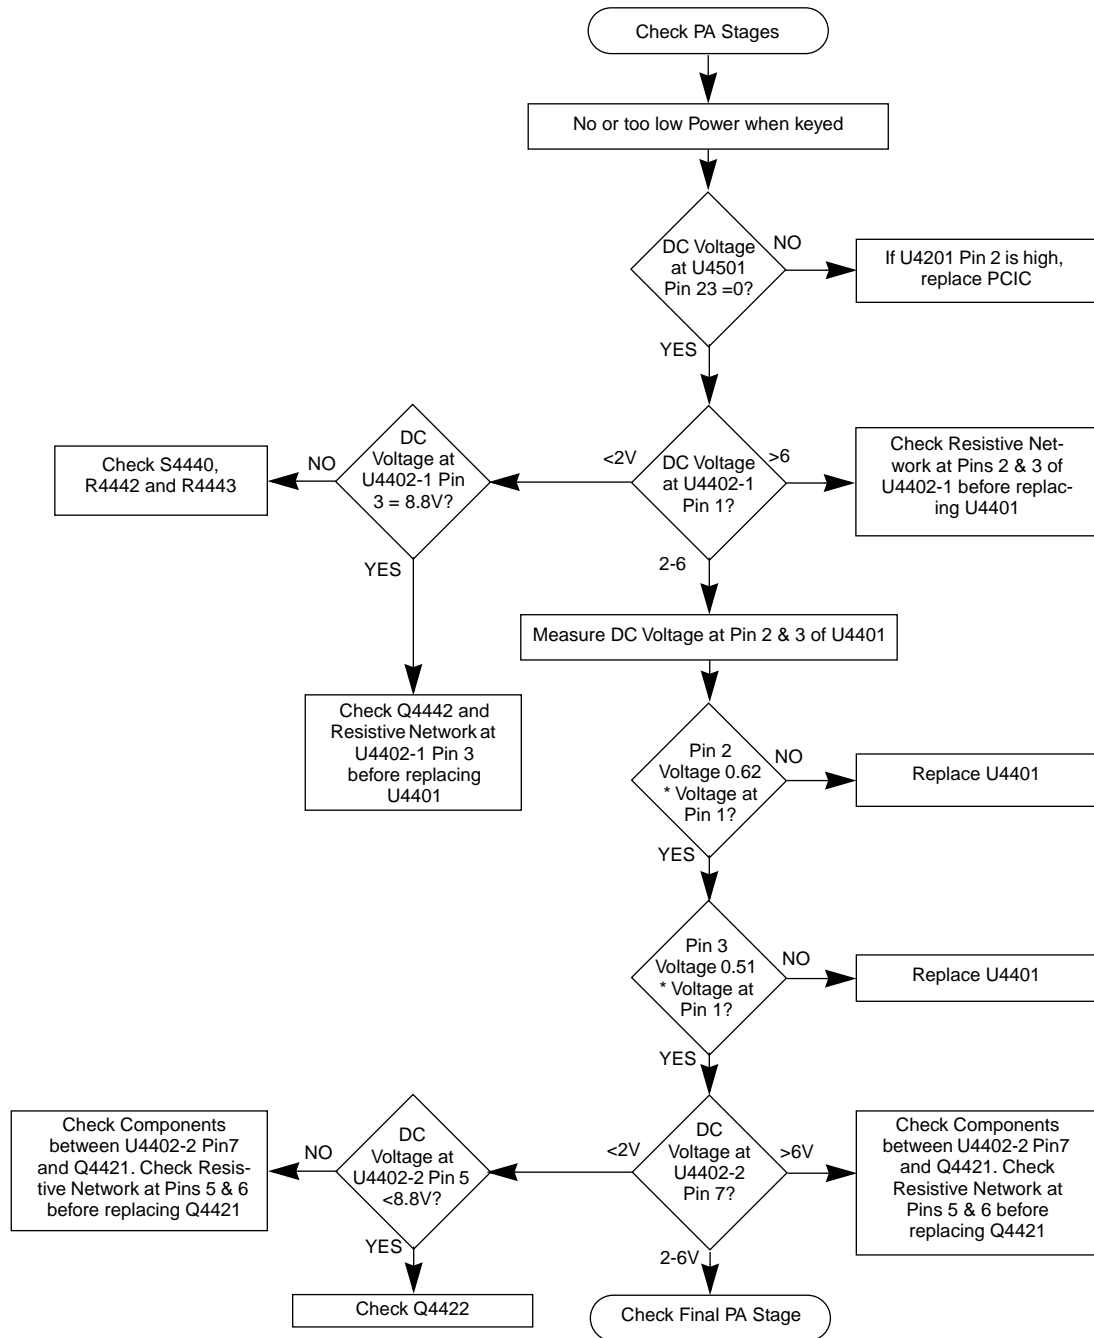 Check PA Stages
No or too low Power when keyed
DC Voltage
at U4501
Pin 23 =0?
NO
If U4201 Pin 2 is high,
replace PCIC
YES
DC Voltage
at U4402-1
Pin 1?
<2V
>6
2-6
DC
Voltage at
U4402-1 Pin
3 = 8.8V?
NO
Check S4440,
R4442 and R4443
YES
Check Resistive Net-
work at Pins 2 & 3 of
U4402-1 before replac-
ing U4401
Measure DC Voltage at Pin 2 & 3 of U4401
Check Q4442 and
Resistive Network at
U4402-1 Pin 3
before replacing
U4401
Pin 2
Voltage 0.62
* Voltage at
Pin 1?
NO
Replace U4401
YES
Pin 3
Voltage 0.51
* Voltage at
Pin 1?
NO
Replace U4401
YES
DC
Voltage at
U4402-2
Pin 7?
<2V
>6V
2-6V
DC
Voltage at
U4402-2 Pin 5
<8.8V?
NO
Check Components
between U4402-2 Pin7
and Q4421. Check Resis-
tive Network at Pins 5 & 6
before replacing Q4421
YES
Check Components
between U4402-2 Pin7
and Q4421. Check
Resistive Network at
Pins 5 & 6 before
replacing Q4421
Check Q4422
Check Final PA Stage